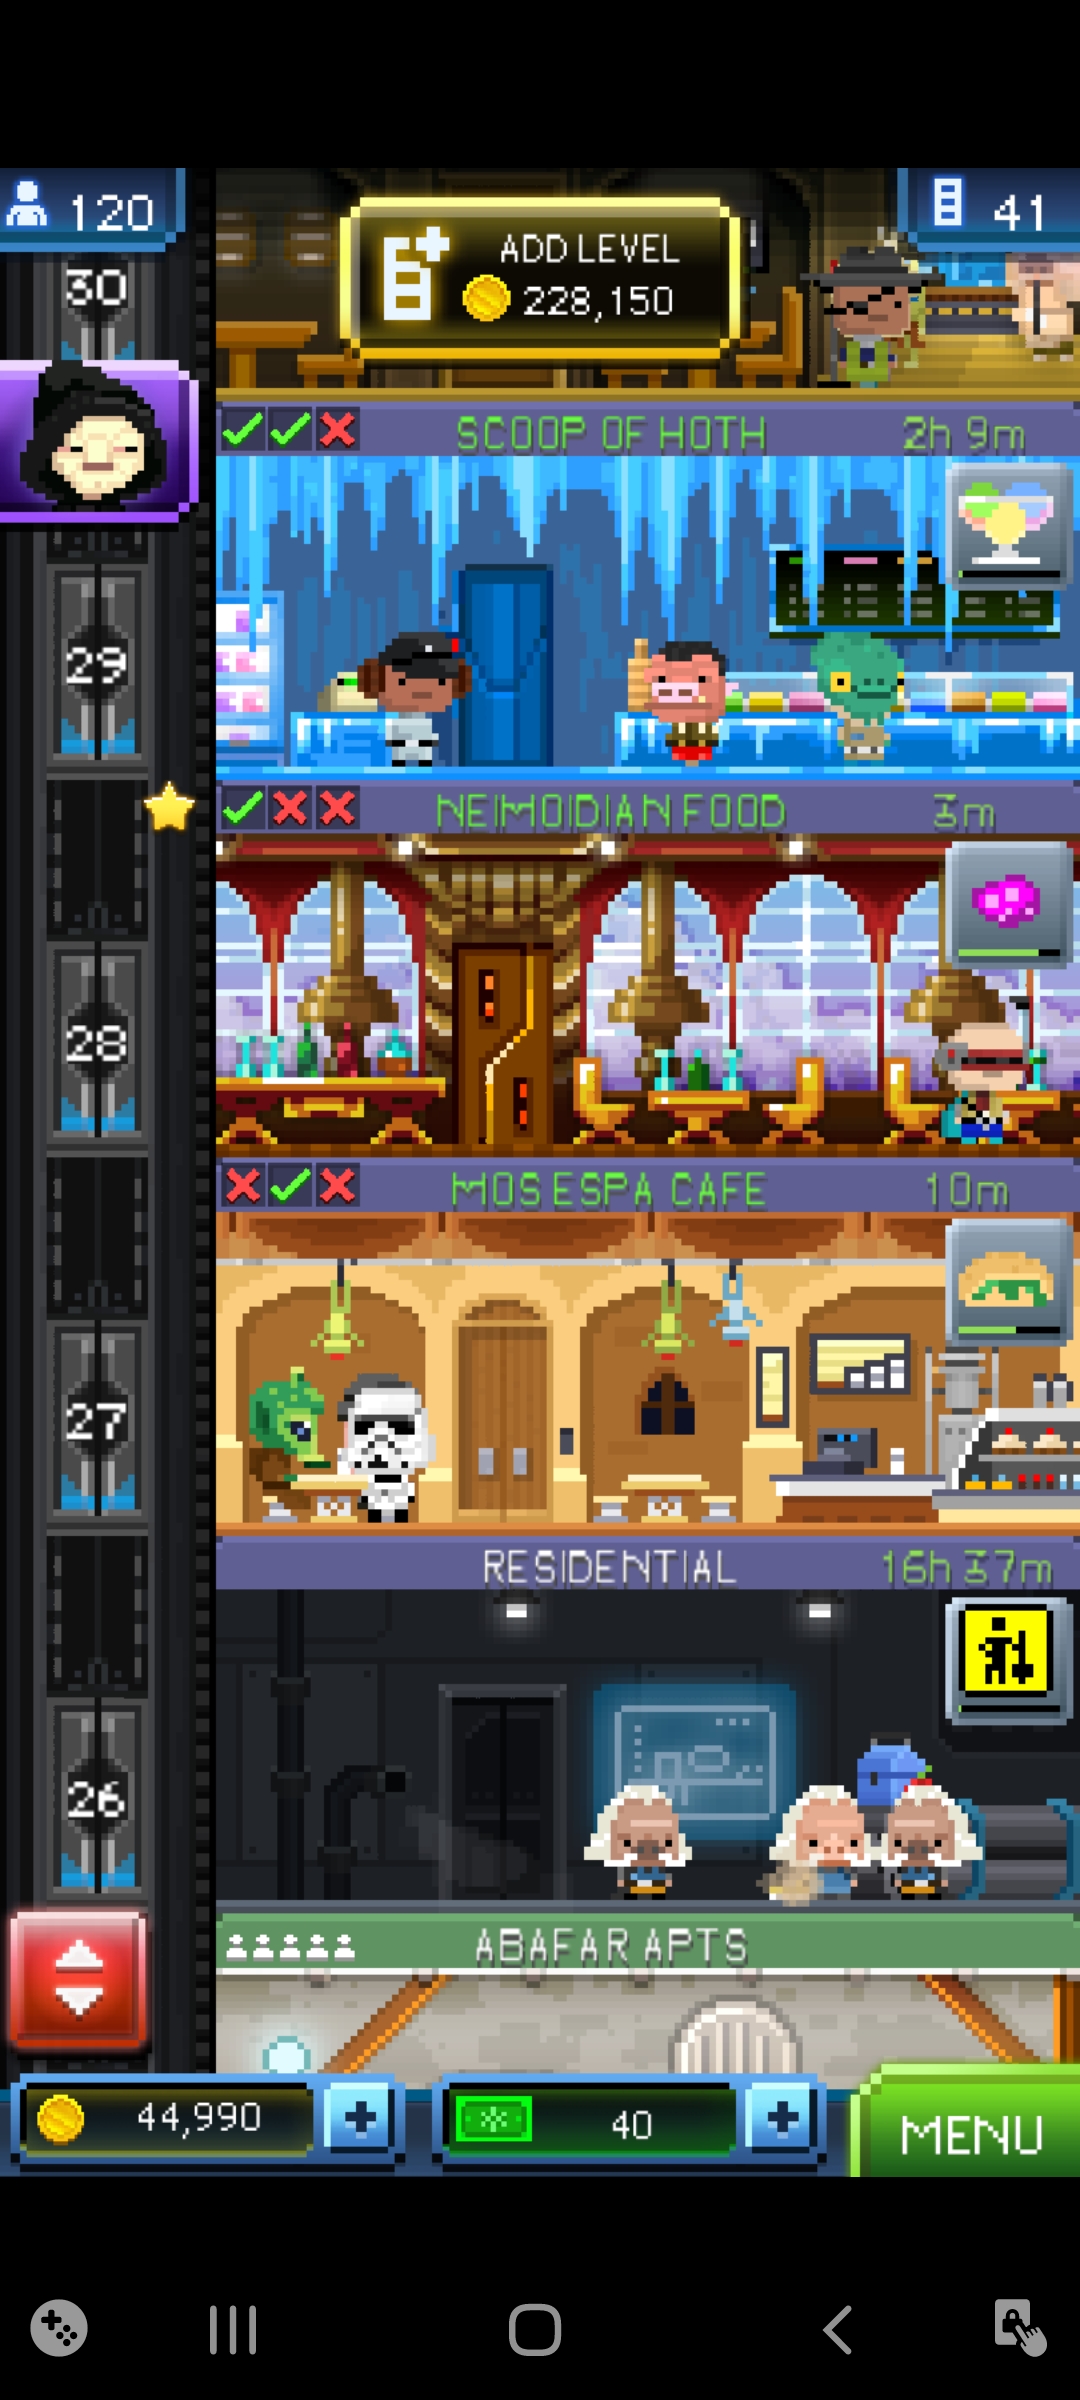 120
ADD LEVEL
228,150
41
30
SCOOP OF HOTH 2h 9m
29
NEIMOIDIAN FOOD 3m
28
MOS ESPA CAFE 10m
27
RESIDENTIAL 16h 37m
26
ABAFAR APTS
44,990
40
MENU